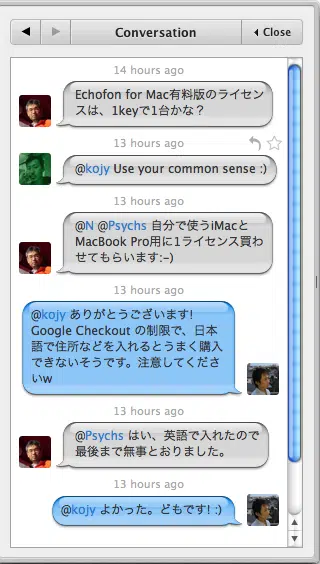 Conversation
Close
14 hours ago
Echofon for Mac有料版のライセン
スは、1keyで1台かな？
13 hours ago
@kojy Use your common sense :)
13 hours ago
@N @Psychs 自分で使うiMacと
MacBook Pro用に1ライセンス買わ
せてもらいます:-)
13 hours ago
@kojy ありがとうございます!
Google Checkout の制限で、日本
語で住所などを入れるとうまく購入
できないそうです。注意してくださ
いw
13 hours ago
@Psychs はい、英語で入れたので
最後まで無事とおりました。
13 hours ago
@kojy よかった。どもです! :)